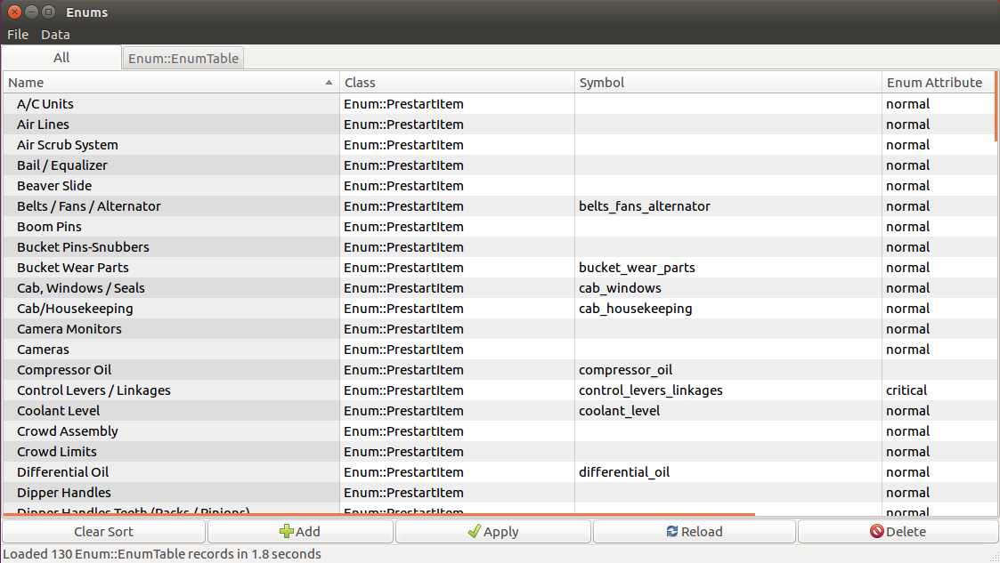 Enums
File Data
All Enum::EnumTable
Name Class Symbol Enum Attribute
A/C Units Enum::PrestartItem normal
Air Lines Enum::PrestartItem normal
Air Scrub System Enum::PrestartItem normal
Bail / Equalizer Enum::PrestartItem normal
Beaver Slide Enum::PrestartItem normal
Belts / Fans / Alternator Enum::PrestartItem belts_fans_alternator normal
Boom Pins Enum::PrestartItem normal
Bucket Pins-Snubbers Enum::PrestartItem normal
Bucket Wear Parts Enum::PrestartItem bucket_wear_parts normal
Cab, Windows / Seals Enum::PrestartItem cab_windows normal
Cab/Housekeeping Enum::PrestartItem cab_housekeeping normal
Camera Monitors Enum::PrestartItem normal
Cameras Enum::PrestartItem normal
Compressor Oil Enum::PrestartItem compressor_oil
Control Levers / Linkages Enum::PrestartItem control_levers_linkages critical
Coolant Level Enum::PrestartItem coolant_level normal
Crowd Assembly Enum::PrestartItem normal
Crowd Limits Enum::PrestartItem normal
Differential Oil Enum::PrestartItem differential_oil normal
Dipper Handles Enum::PrestartItem normal
Dipper Handles Teeth (Racks / Pinions) Enum::PrestartItem normal
Clear Sort Add Apply Reload Delete
Loaded 130 Enum::EnumTable records in 1.8 seconds